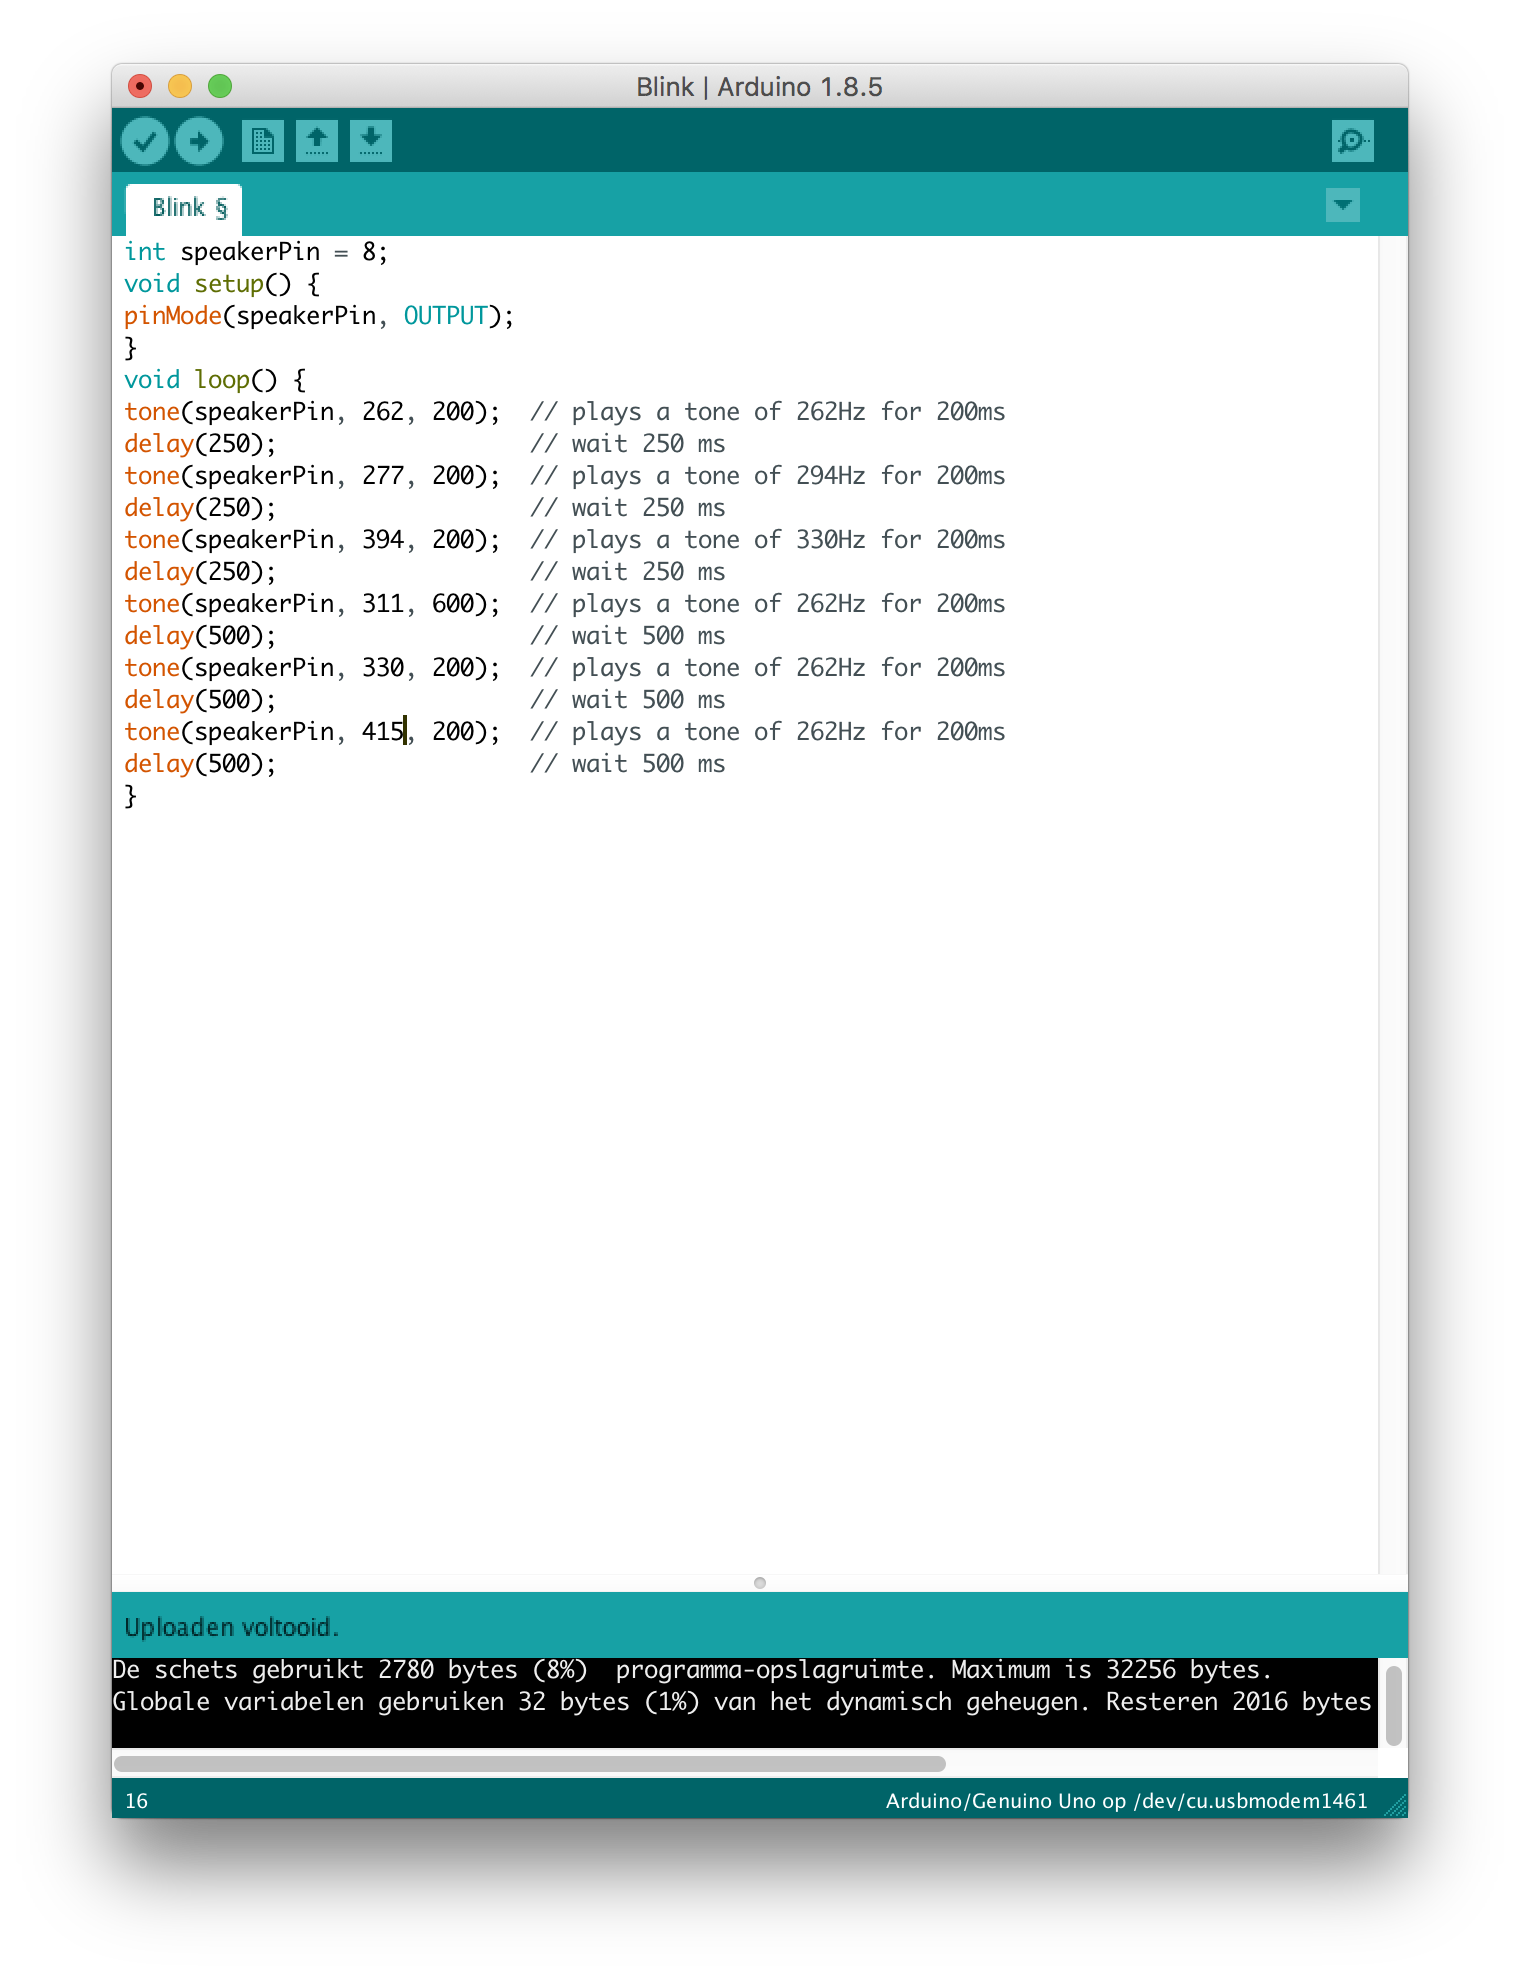 Blink | Arduino 1.8.5
Blink §
int speakerPin = 8;
void setup() {
pinMode(speakerPin, OUTPUT);
}
void loop() {
tone(speakerPin, 262, 200);  // plays a tone of 262Hz for 200ms
delay(250);                  // wait 250 ms
tone(speakerPin, 277, 200);  // plays a tone of 294Hz for 200ms
delay(250);                  // wait 250 ms
tone(speakerPin, 394, 200);  // plays a tone of 330Hz for 200ms
delay(250);                  // wait 250 ms
tone(speakerPin, 311, 600);  // plays a tone of 262Hz for 200ms
delay(500);                  // wait 500 ms
tone(speakerPin, 330, 200);  // plays a tone of 262Hz for 200ms
delay(500);                  // wait 500 ms
tone(speakerPin, 415, 200);  // plays a tone of 262Hz for 200ms
delay(500);                  // wait 500 ms
}
Uploaden voltooid.
De schets gebruikt 2780 bytes (8%)  programma-opslagruimte. Maximum is 32256 bytes.
Globale variabelen gebruiken 32 bytes (1%) van het dynamisch geheugen. Resteren 2016 bytes
16
Arduino/Genuino Uno op /dev/cu.usbmodem1461